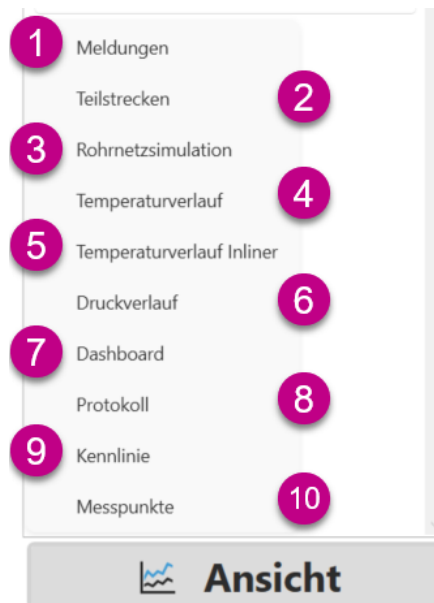 1 Meldungen
Teilstrecken 2
3 Rohrnetzsimulation
Temperaturverlauf 4
5 Temperaturverlauf Inliner
Druckverlauf 6
7 Dashboard
Protokoll 8
9 Kennlinie
Messpunkte 10
Ansicht